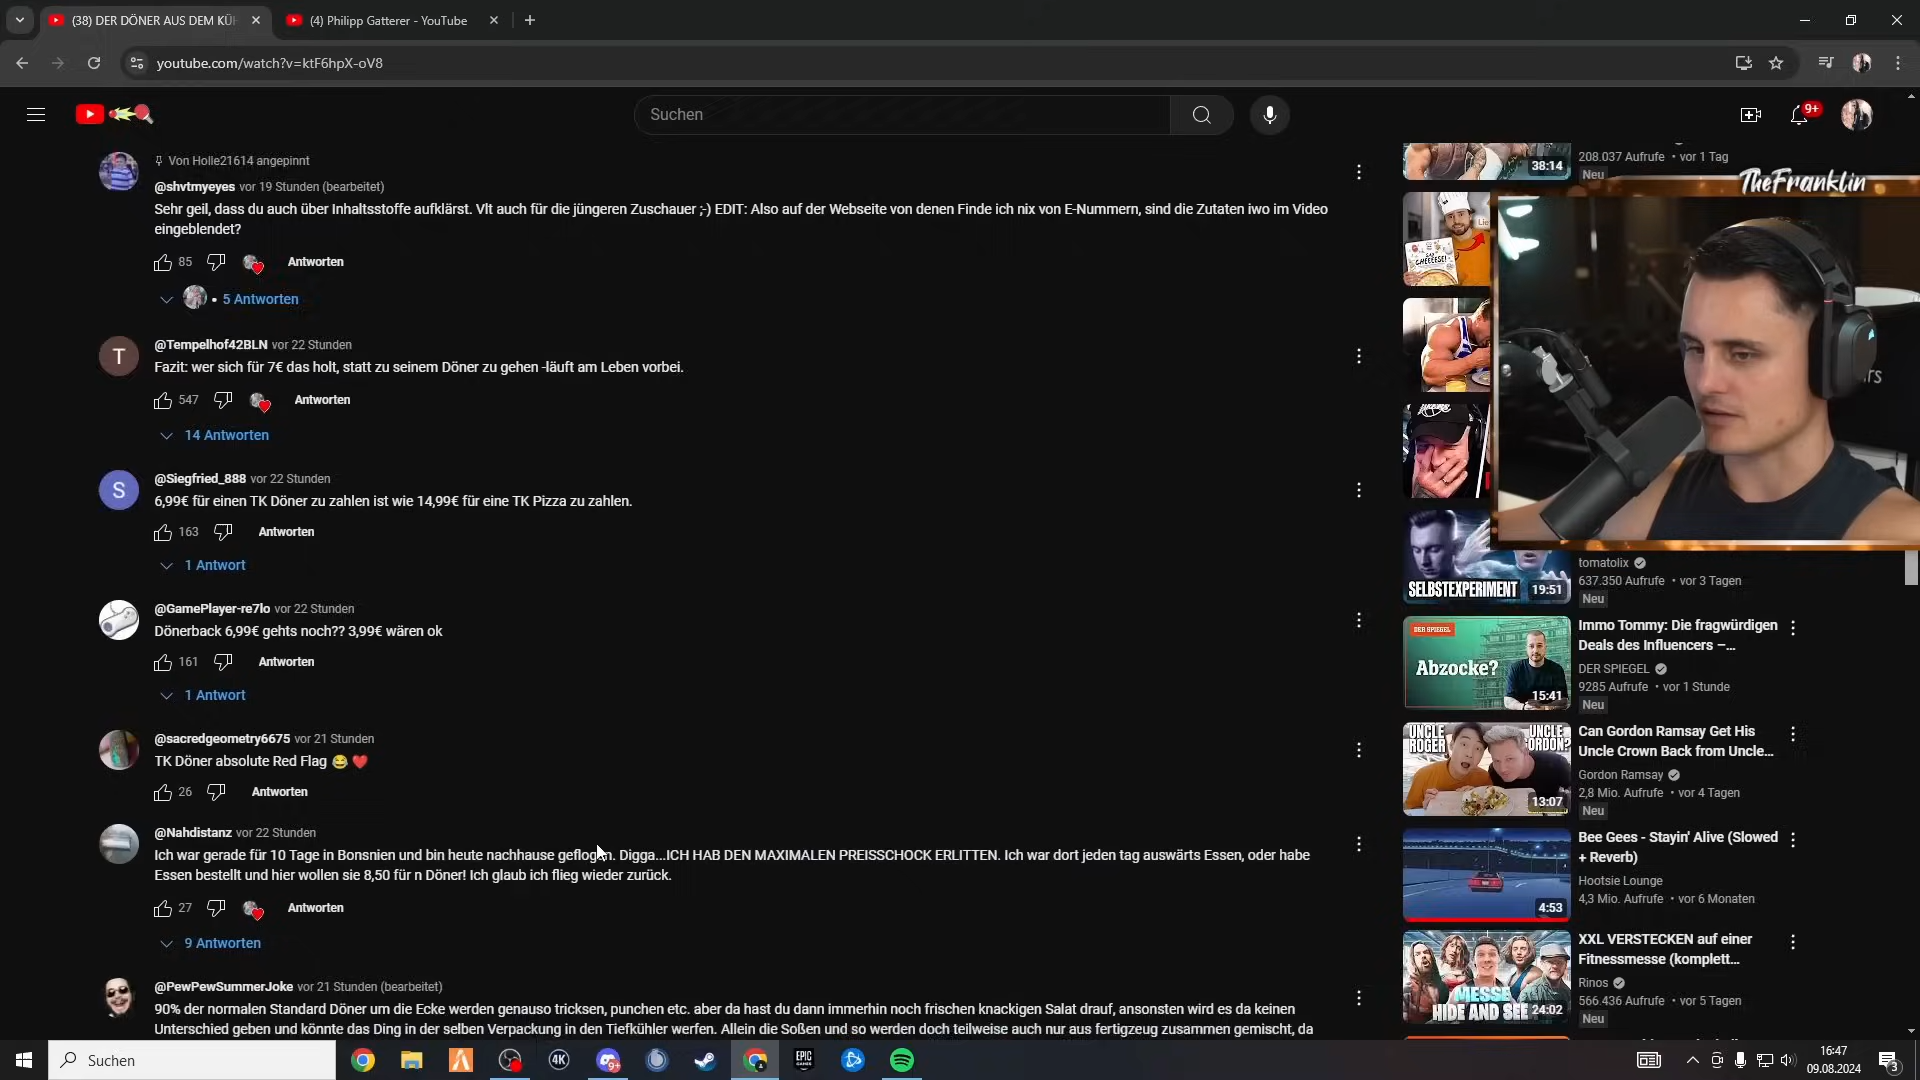 (38) DER DÖNER AUS DEM KÜH
(4) Philipp Gatterer - YouTube
youtube.com/watch?v=ktF6hpX-oV8
Suchen
9+
Von Holle21614 angepinnt
@shvtmyeyes vor 19 Stunden (bearbeitet)
Sehr geil, dass du auch über Inhaltsstoffe aufklärst. Vlt auch für die jüngeren Zuschauer ;-) EDIT: Also auf der Webseite von denen Finde ich nix von E-Nummern, sind die Zutaten iwo im Video
eingeblendet?
85 Antworten
• 5 Antworten
T
@Tempelhof42BLN vor 22 Stunden
Fazit: wer sich für 7€ das holt, statt zu seinem Döner zu gehen -läuft am Leben vorbei.
547 Antworten
14 Antworten
S
@Siegfried_888 vor 22 Stunden
6,99€ für einen TK Döner zu zahlen ist wie 14,99€ für eine TK Pizza zu zahlen.
163 Antworten
1 Antwort
@GamePlayer-re7lo vor 22 Stunden
Dönerback 6,99€ gehts noch?? 3,99€ wären ok
161 Antworten
1 Antwort
@sacredgeometry6675 vor 21 Stunden
TK Döner absolute Red Flag 😂 ❤️
26 Antworten
@Nahdistanz vor 22 Stunden
Ich war gerade für 10 Tage in Bonsnien und bin heute nachhause geflogen. Digga...ICH HAB DEN MAXIMALEN PREISSCHOCK ERLITTEN. Ich war dort jeden tag auswärts Essen, oder habe
Essen bestellt und hier wollen sie 8,50 für n Döner! Ich glaub ich flieg wieder zurück.
27 Antworten
9 Antworten
@PewPewSummerJoke vor 21 Stunden (bearbeitet)
90% der normalen Standard Döner um die Ecke werden genauso tricksen, punchen etc. aber da hast du dann immerhin noch frischen knackigen Salat drauf, ansonsten wird es da keinen
Unterschied geben und könnte das Ding in der selben Verpackung in den Tiefkühler werfen. Allein die Soßen und so werden doch teilweise auch nur aus fertigzeug zusammen gemischt, da
38:14
208.037 Aufrufe • vor 1 Tag
Neu
TheFranklin
SELBSTEXPERIMENT
19:51
tomatolix
637.350 Aufrufe • vor 3 Tagen
Neu
DER SPIEGEL
Abzocke?
15:41
Immo Tommy: Die fragwürdigen
Deals des Influencers –...
DER SPIEGEL
9285 Aufrufe • vor 1 Stunde
Neu
UNCLE
ROGER
UNCLE
GORDON?
13:07
Can Gordon Ramsay Get His
Uncle Crown Back from Uncle...
Gordon Ramsay
2,8 Mio. Aufrufe • vor 4 Tagen
Neu
4:53
Bee Gees - Stayin' Alive (Slowed
+ Reverb)
Hootsie Lounge
4,3 Mio. Aufrufe • vor 6 Monaten
MESSE
HIDE AND SEE
24:02
XXL VERSTECKEN auf einer
Fitnessmesse (komplett...
Rinos
566.436 Aufrufe • vor 5 Tagen
Neu
Suchen
4K
9+
EPIC
GAMES
16:47
09.08.2024
3